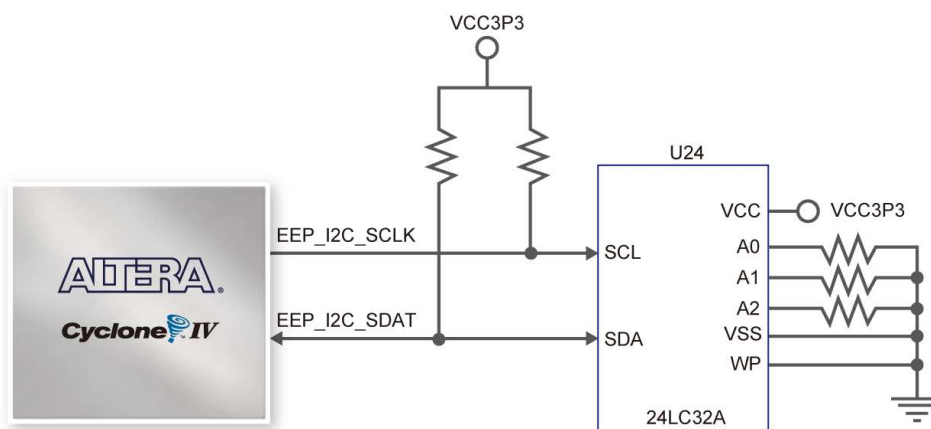 VCC3P3
U24
VCC
VCC3P3
EEP_I2C_SCLK
SCL
A0
A1
ALTERA®
A2
Cyclone IV
EEP_I2C_SDAT
SDA
VSS
WP
24LC32A